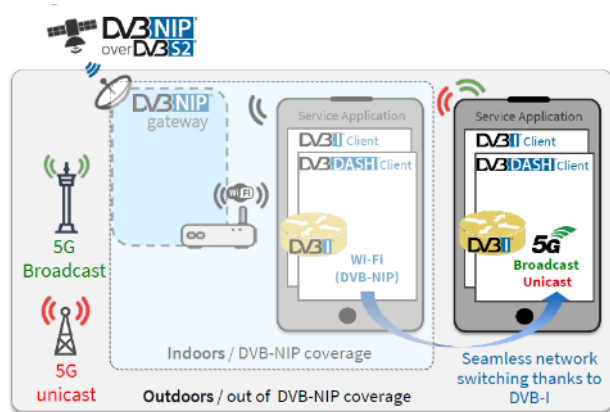 DVB NIP
over DVB S2
DVB NIP
gateway
Service Application
DVB I Client
DVB DASH Client
Wi Fi
DVB I
Wi-Fi
(DVB-NIP)
Service Application
DVB I Client
DVB DASH Client
DVB I
5G
Broadcast
Unicast
5G
Broadcast
5G
unicast
Indoors / DVB-NIP coverage
Outdoors / out of DVB-NIP coverage
Seamless network
switching thanks to
DVB-I